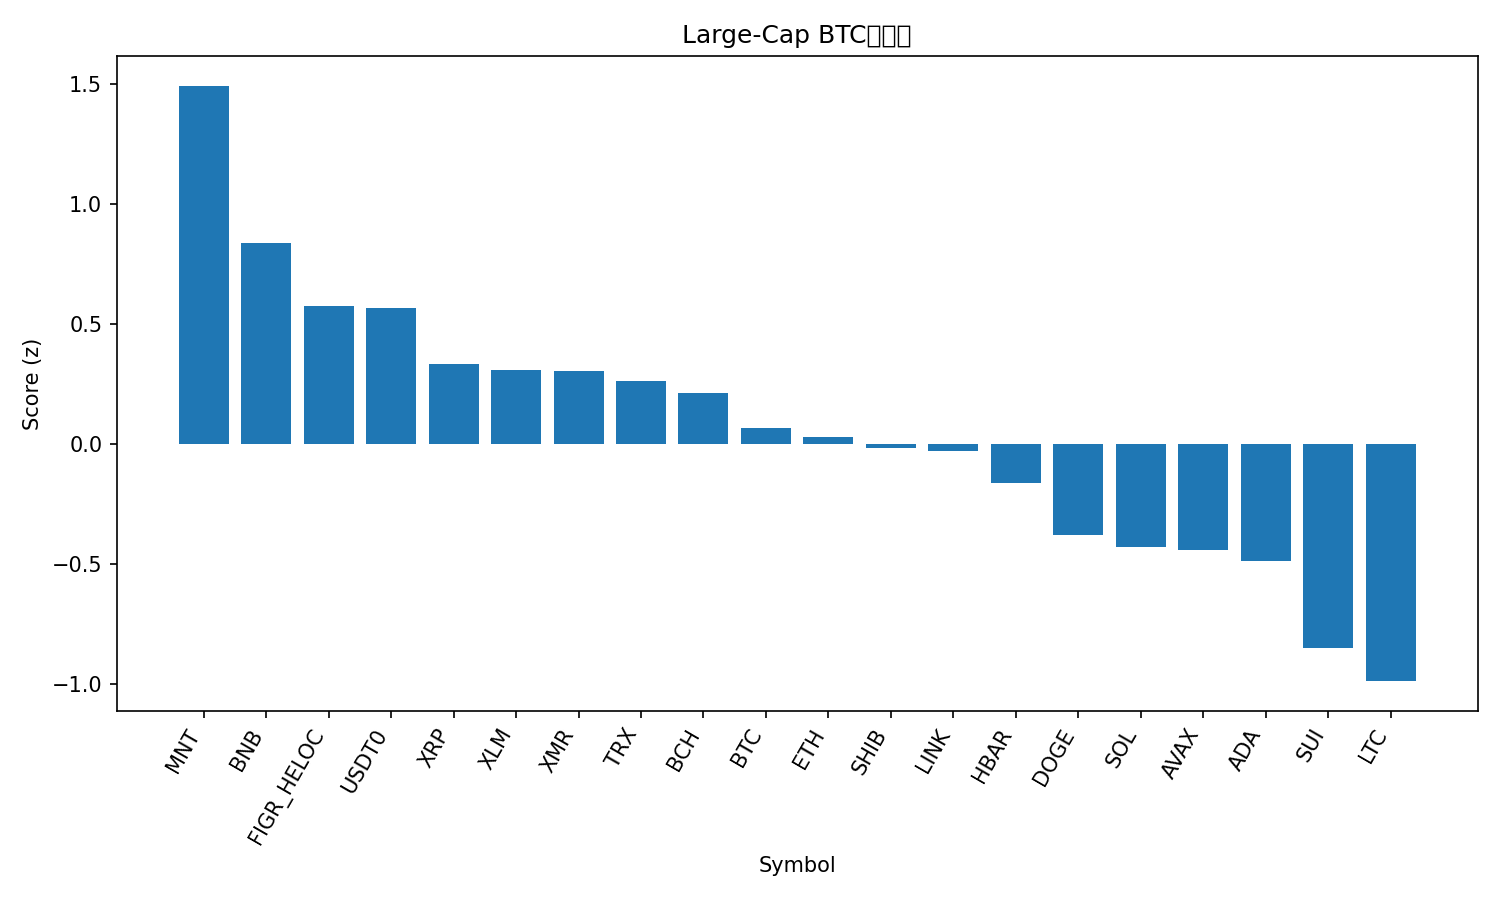 Large-Cap BTC
Score (z)
1.5
1.0
0.5
0.0
−0.5
−1.0
MNT
BNB
FIGR_HELOC
USDT0
XRP
XLM
XMR
TRX
BCH
BTC
ETH
SHIB
LINK
HBAR
DOGE
SOL
AVAX
ADA
SUI
LTC
Symbol